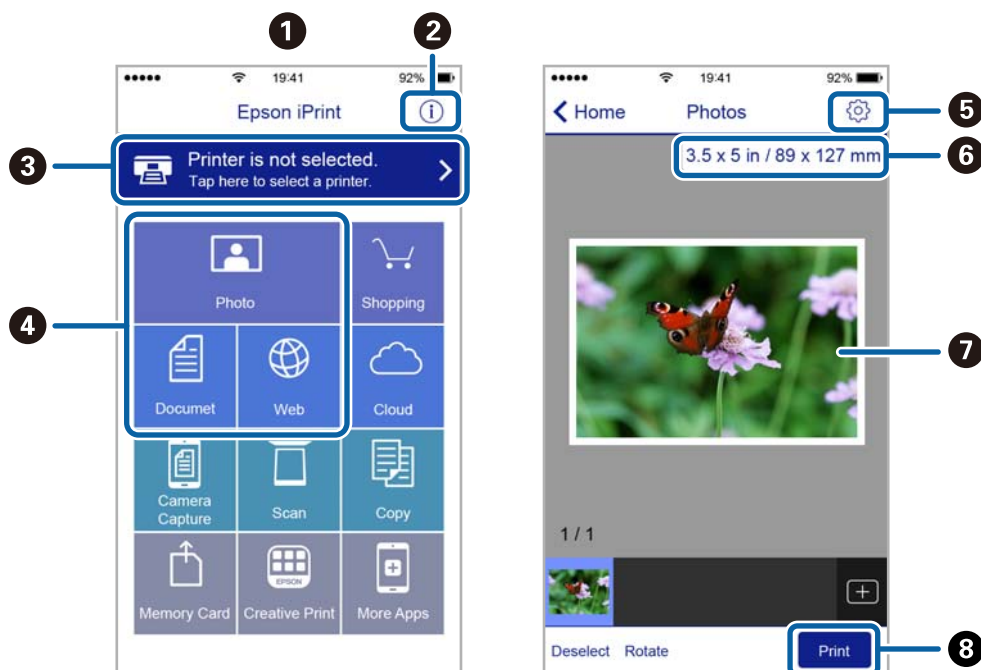 1
2
19:41
92%
Epson iPrint
i
3
Printer is not selected.
Tap here to select a printer.
4
Photo
Shopping
Documet
Web
Cloud
Camera
Capture
Scan
Copy
EPSON
Memory Card
Creative Print
More Apps
19:41
92%
Home
Photos
5
3.5 x 5 in / 89 x 127 mm
6
7
1 / 1
Deselect
Rotate
Print
8